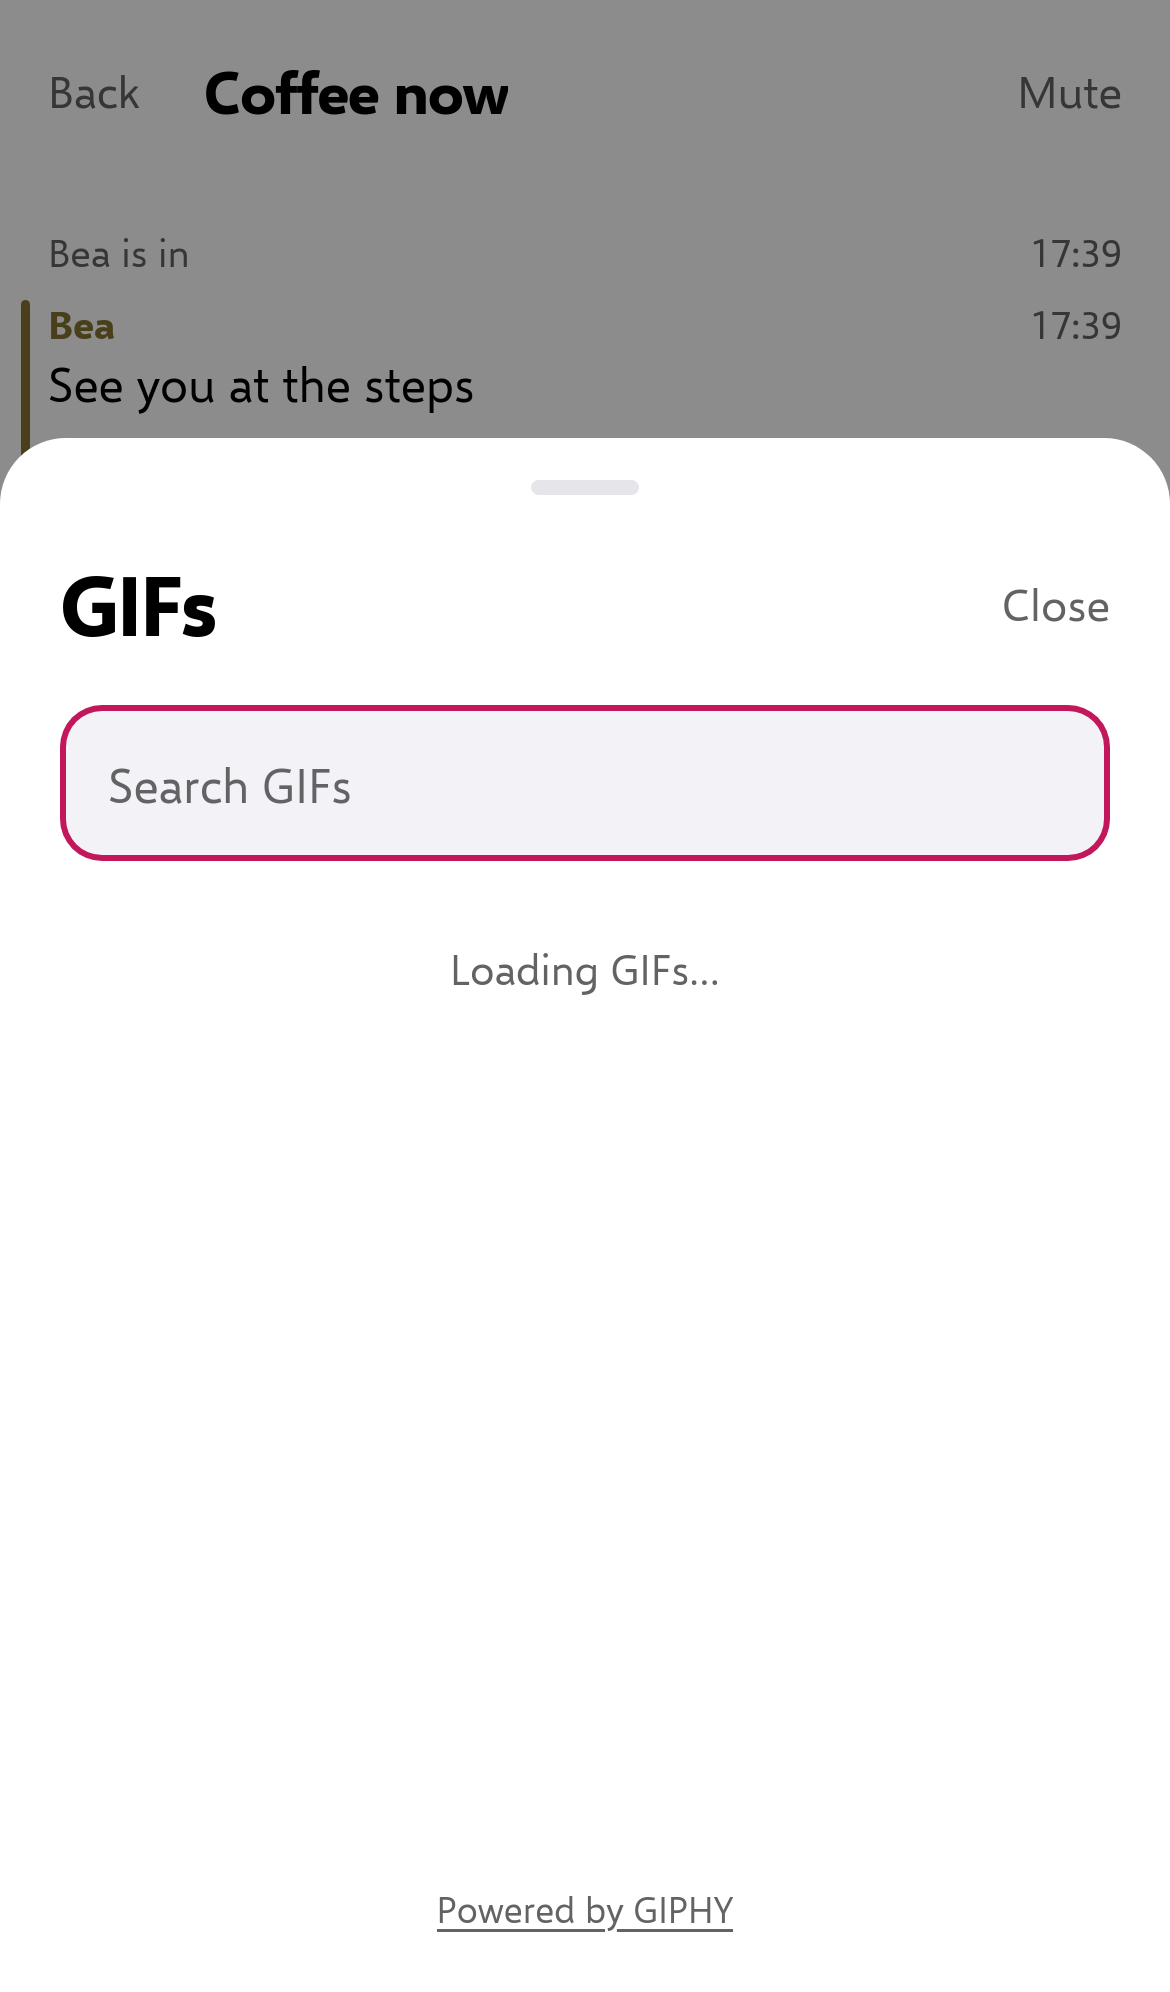 Back Coffee now Mute
Bea is in 17:39
Bea 17:39
See you at the steps
GIFs Close
Search GIFs
Loading GIFs...
Powered by GIPHY